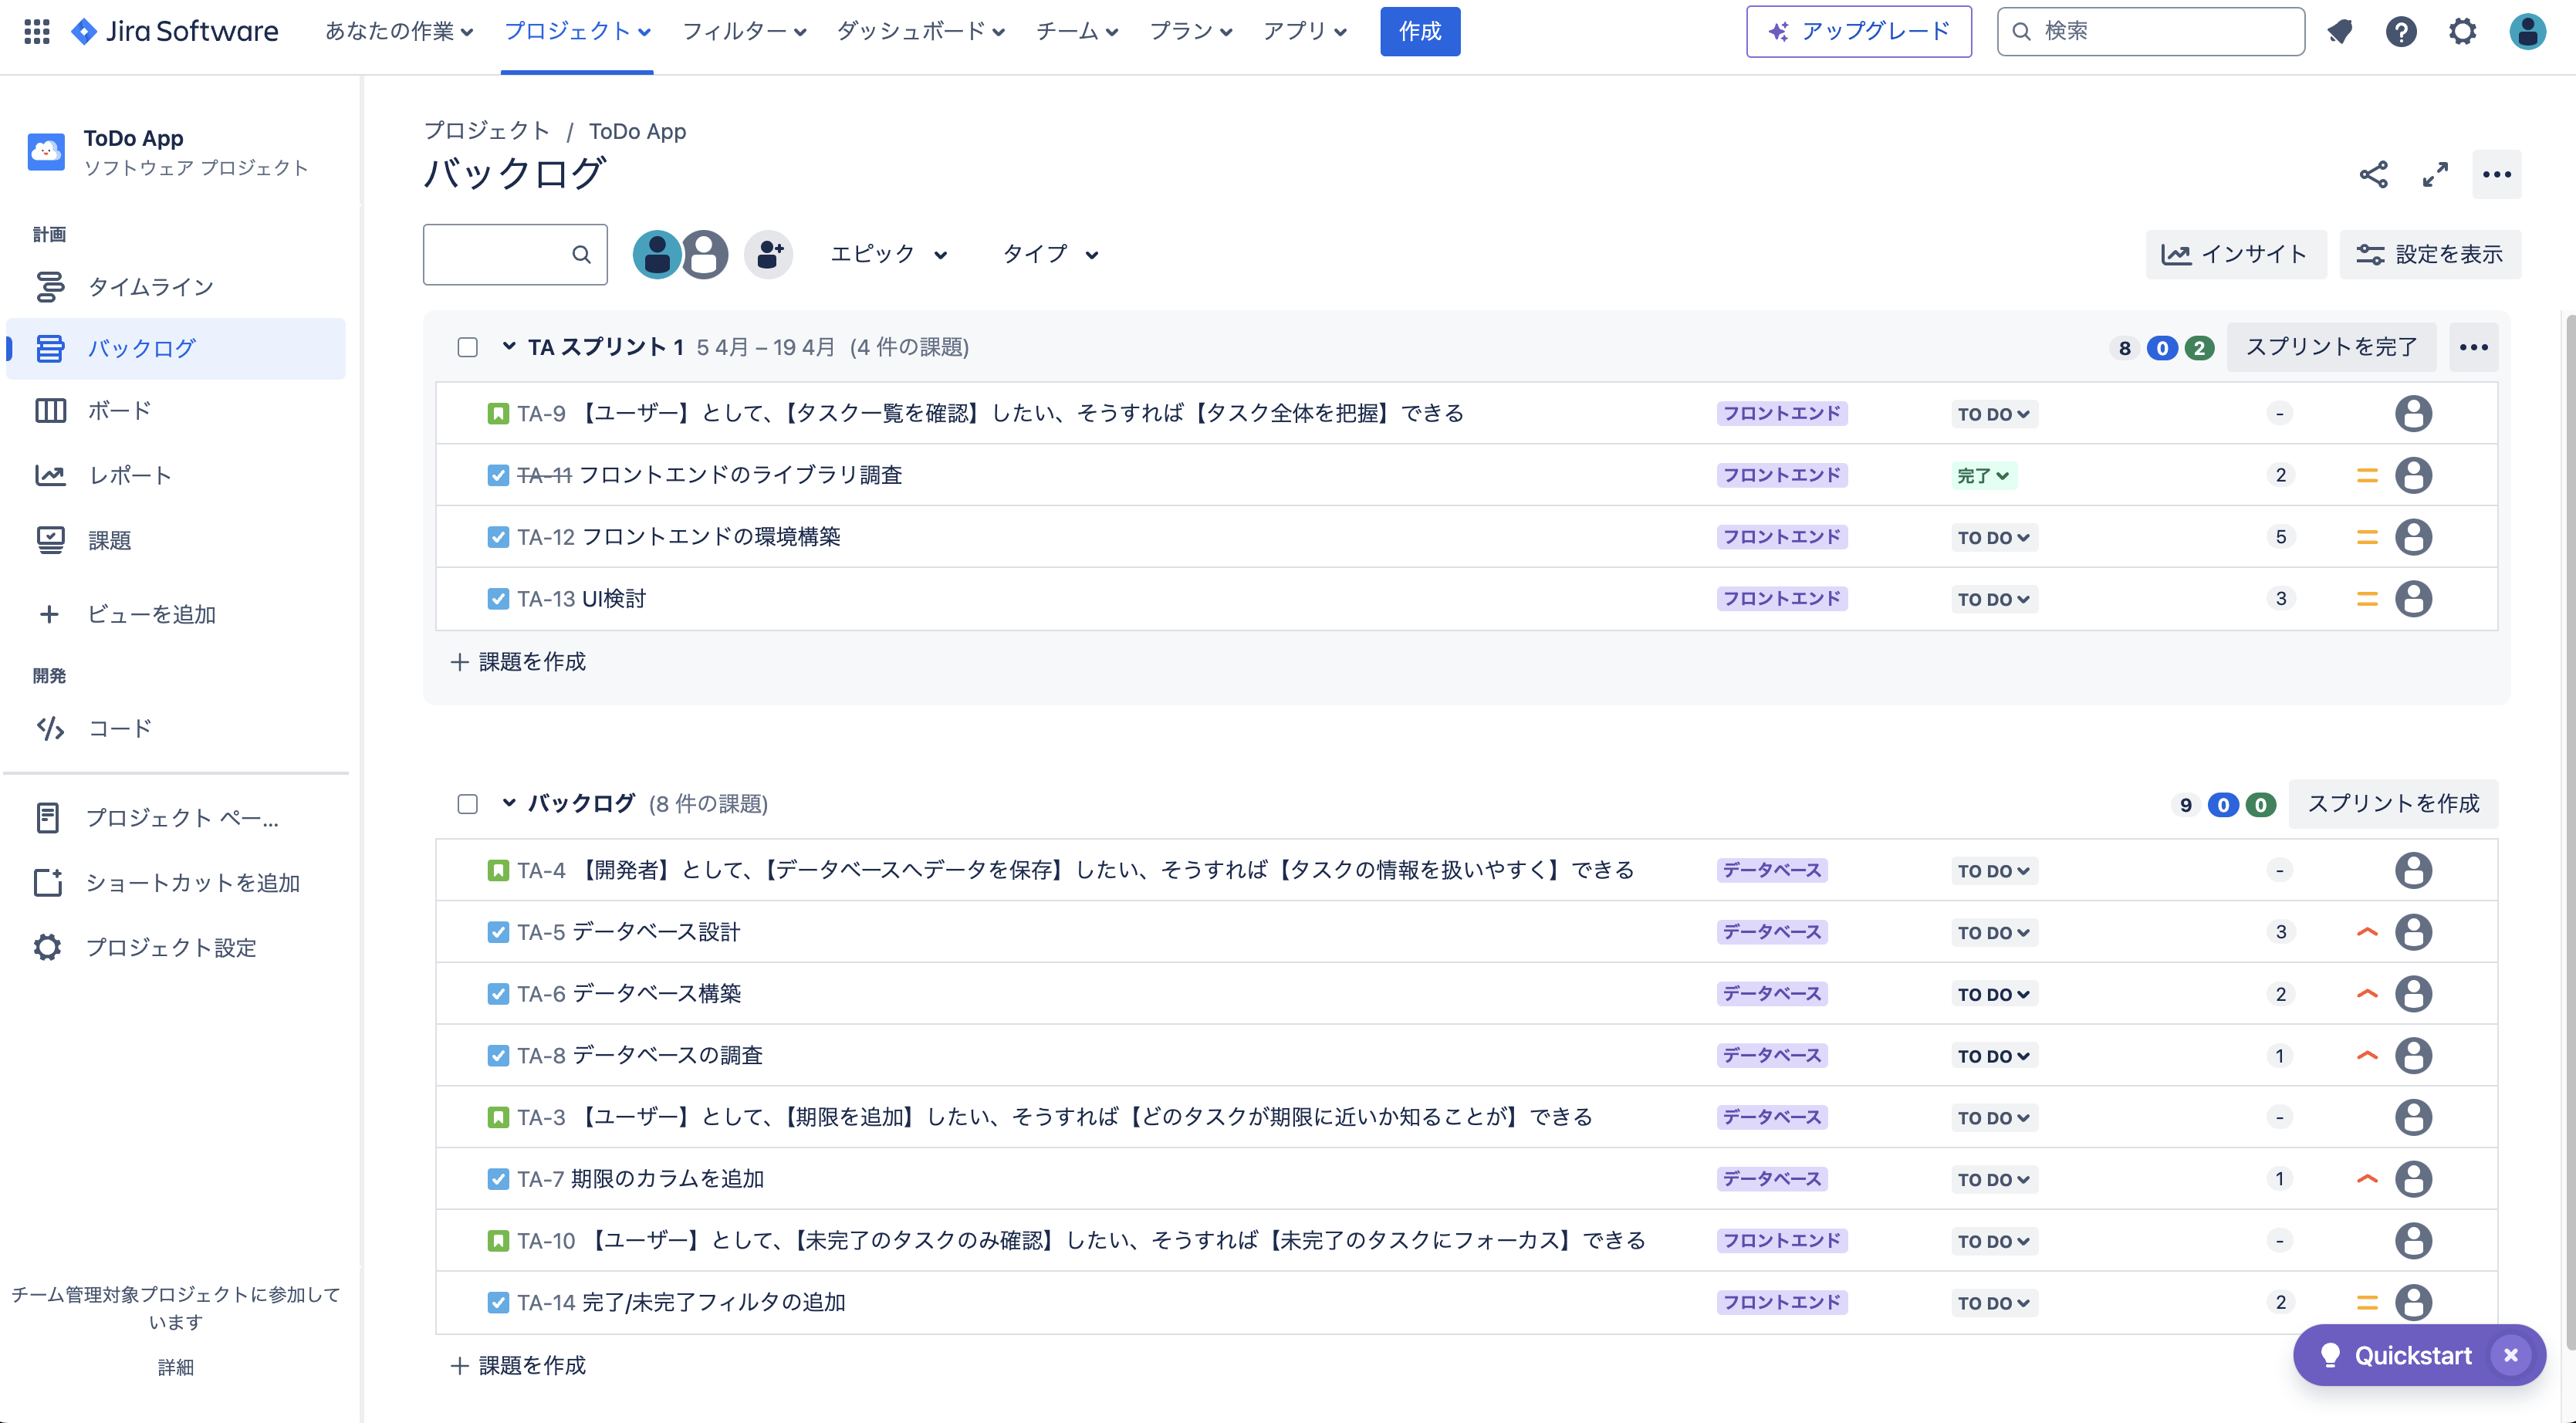 Jira Software
あなたの作業
プロジェクト
フィルター
ダッシュボード
チーム
プラン
アプリ
作成
アップグレード
検索
ToDo App
ソフトウェア プロジェクト
計画
タイムライン
バックログ
ボード
レポート
課題
ビューを追加
開発
コード
プロジェクト ペー...
ショートカットを追加
プロジェクト設定
チーム管理対象プロジェクトに参加して
います
詳細
プロジェクト / ToDo App
バックログ
エピック
タイプ
インサイト
設定を表示
TA スプリント 1 5 4月 – 19 4月 (4 件の課題) 8 0 2 スプリントを完了
TA-9 【ユーザー】として、【タスク一覧を確認】したい、そうすれば【タスク全体を把握】できる フロントエンド TO DO -
TA-11 フロントエンドのライブラリ調査 フロントエンド 完了 2
TA-12 フロントエンドの環境構築 フロントエンド TO DO 5
TA-13 UI検討 フロントエンド TO DO 3
+ 課題を作成
バックログ (8 件の課題) 9 0 0 スプリントを作成
TA-4 【開発者】として、【データベースへデータを保存】したい、そうすれば【タスクの情報を扱いやすく】できる データベース TO DO -
TA-5 データベース設計 データベース TO DO 3
TA-6 データベース構築 データベース TO DO 2
TA-8 データベースの調査 データベース TO DO 1
TA-3 【ユーザー】として、【期限を追加】したい、そうすれば【どのタスクが期限に近いか知ることが】できる データベース TO DO -
TA-7 期限のカラムを追加 データベース TO DO 1
TA-10 【ユーザー】として、【未完了のタスクのみ確認】したい、そうすれば【未完了のタスクにフォーカス】できる フロントエンド TO DO -
TA-14 完了/未完了フィルタの追加 フロントエンド TO DO 2
+ 課題を作成
Quickstart